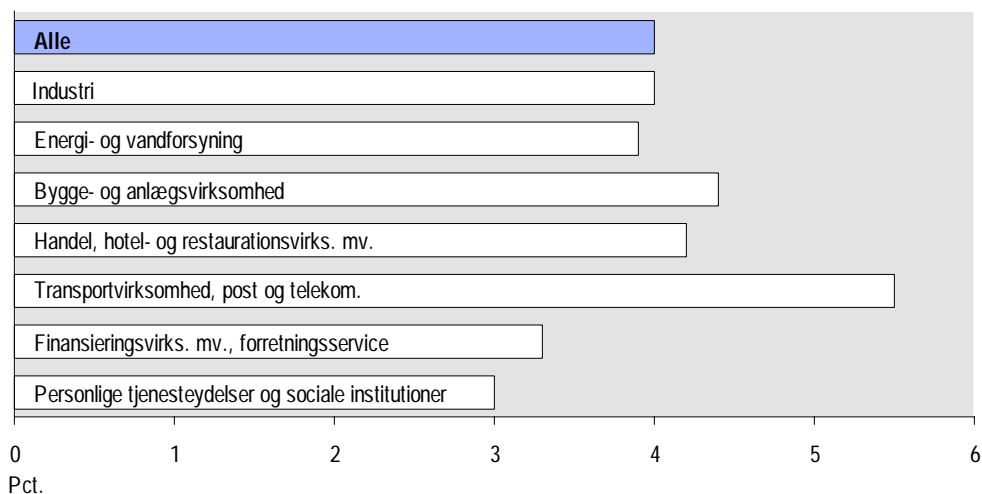 Alle
Industri
Energi- og vandforsyning
Bygge- og anlægsvirksomhed
Handel, hotel- og restaurationsvirks. mv.
Transportvirksomhed, post og telekom.
Finansieringsvirks. mv., forretningsservice
Personlige tjenesteydelser og sociale institutioner
0 1 2 3 4 5 6
Pct.